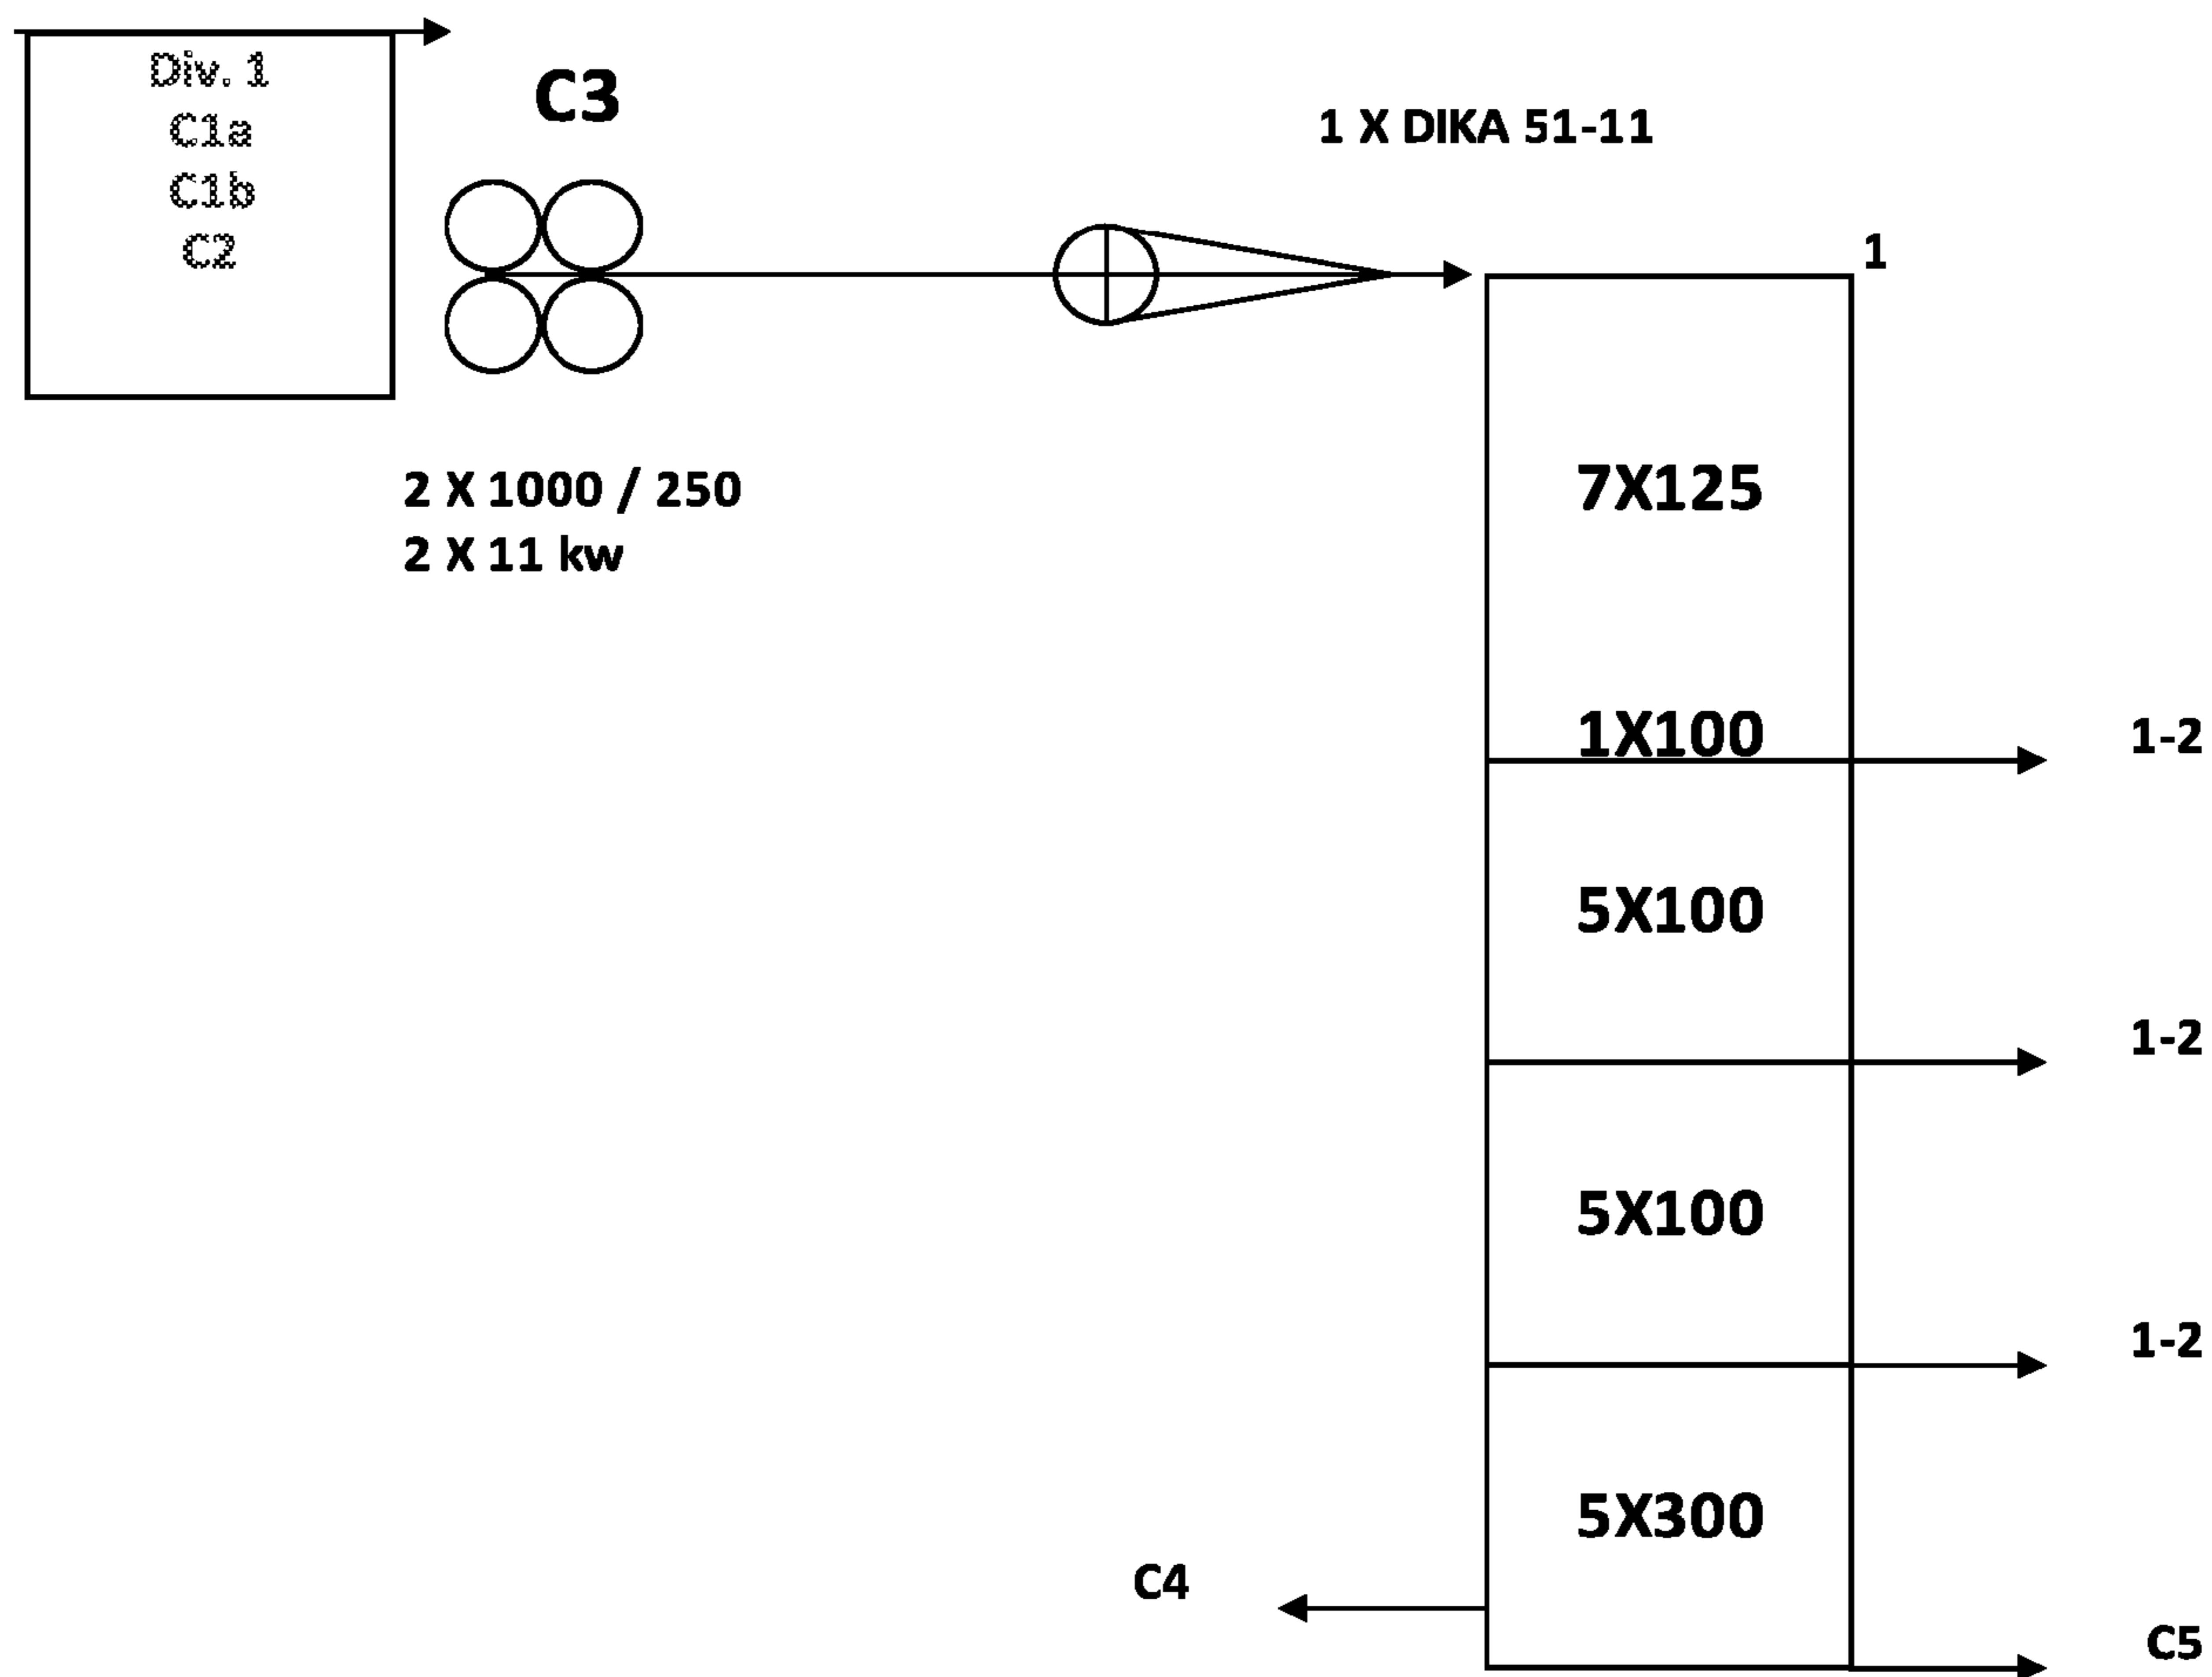 Div. 1
C1a
C1b
C2
C3
1 X DIKA 51-11
2 X 1000 / 250
2 X 11 kw
1
7X125
1X100
1-2
5X100
1-2
5X100
1-2
5X300
C4
C5